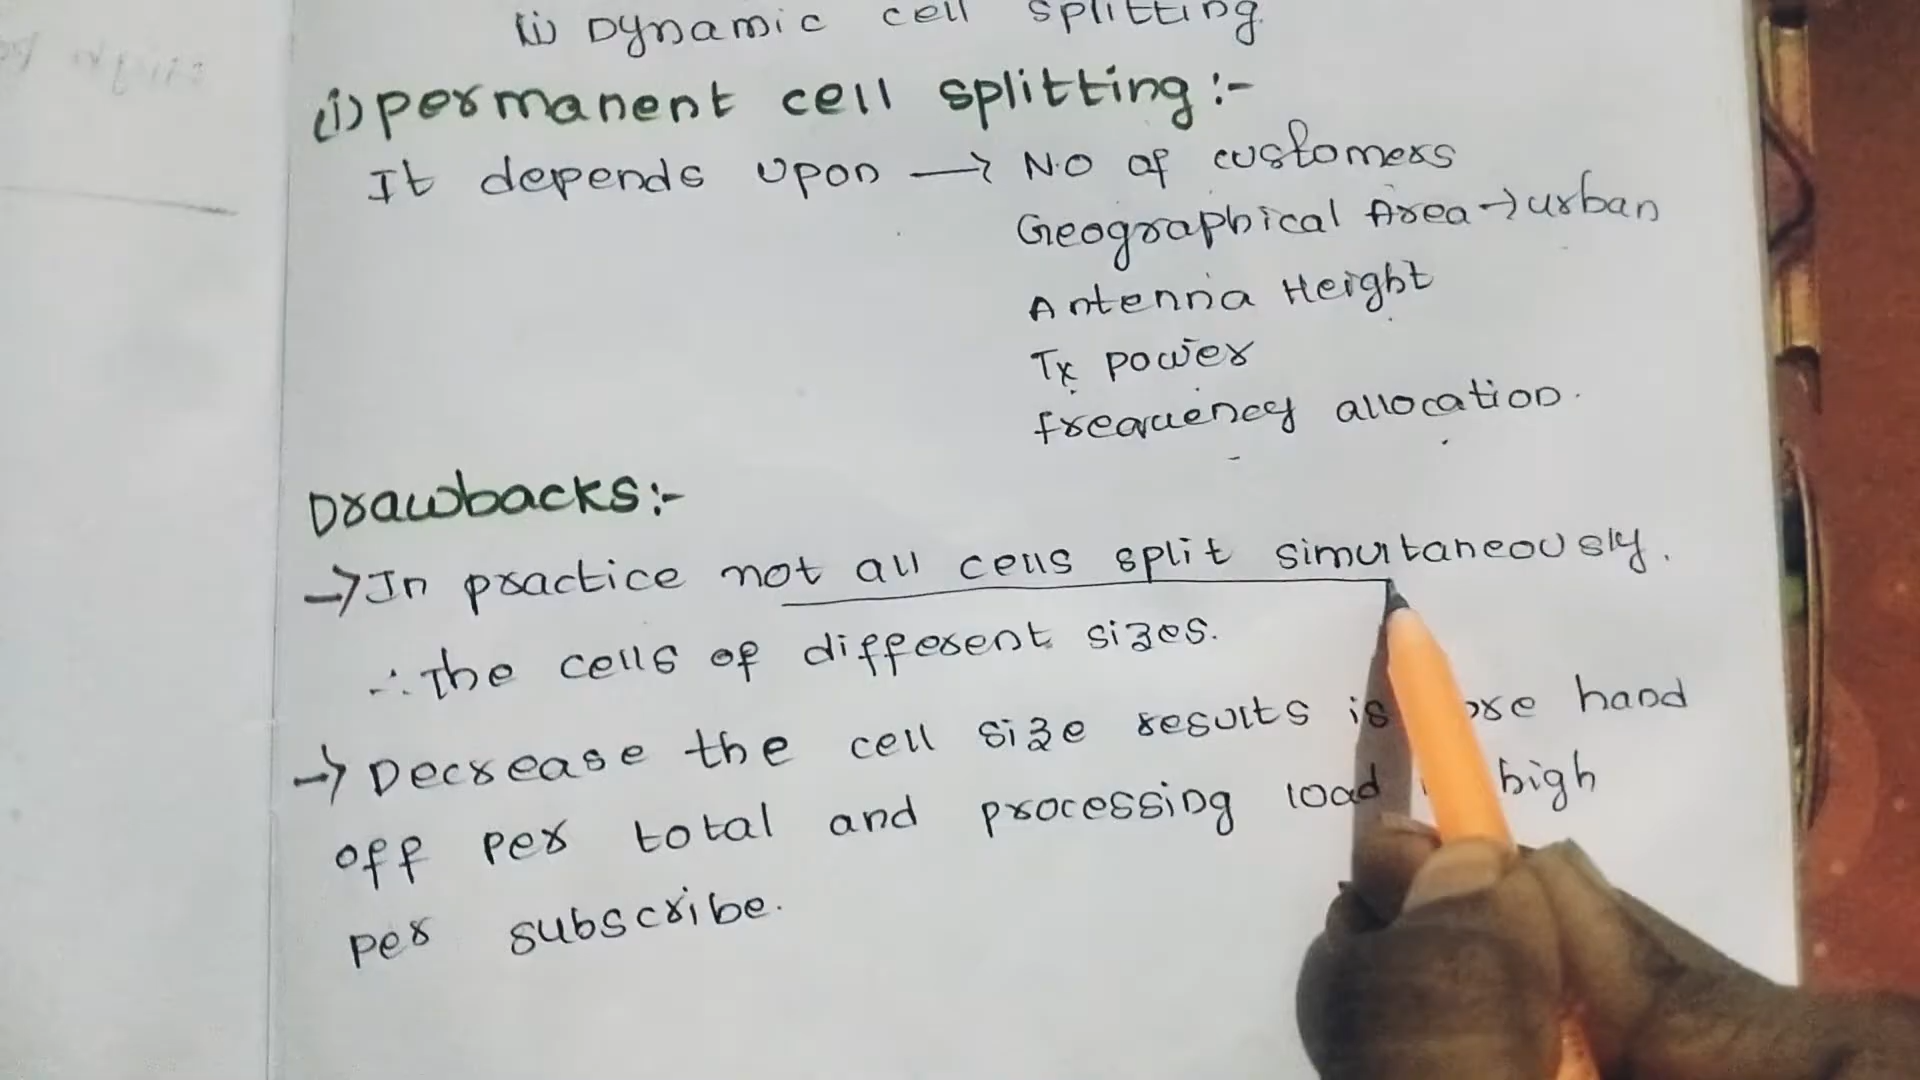 (ii) Dynamic cell splitting.
(i) permanent cell splitting :-
It depends upon → N.O of customers
Geographical Area → urban
Antenna Height
Tx power
frequency allocation.
Drawbacks :-
→ In practice not all cells split simultaneously.
∴ the cells of different sizes.
→ Decrease the cell size results is hand
off per total and processing load high
per subscribe.